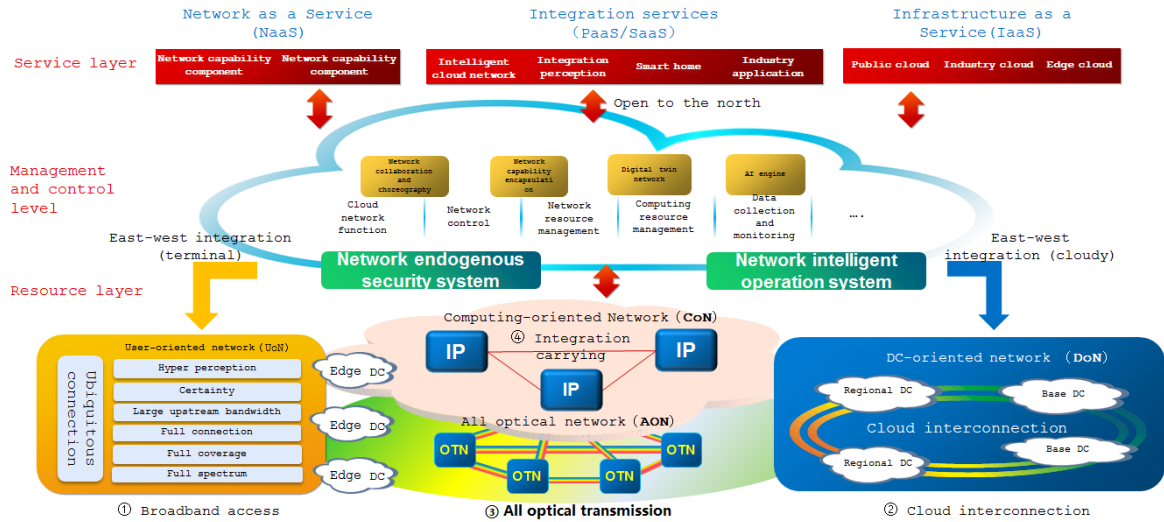 Network as a Service
(NaaS)
Integration services
(PaaS/SaaS)
Infrastructure as a
Service(IaaS)
Service layer
Network capability
component
Network capability
component
Intelligent
cloud network
Integration
perception
Smart home
Industry
application
Public cloud
Industry cloud
Edge cloud
Open to the north
Management
and control
level
Network
collaboration
and
choreography
Network
capability
encapsulati
on
Digital twin
network
AI engine
Cloud
network
function
Network
control
Network
resource
management
Computing
resource
management
Data
collection
and
monitoring
….
East-west integration
(terminal)
East-west
integration (cloudy)
Network endogenous
security system
Network intelligent
operation system
Resource layer
Computing-oriented Network (CoN)
④ Integration
carrying
IP
IP
IP
User-oriented network (UoN)
Ubiquitous
connection
Hyper perception
Certainty
Large upstream bandwidth
Full connection
Full coverage
Full spectrum
Edge DC
Edge DC
Edge DC
All optical network (AON)
OTN
OTN
OTN
OTN
DC-oriented network (DoN)
Regional DC
Base DC
Cloud interconnection
Regional DC
Base DC
① Broadband access
③ All optical transmission
② Cloud interconnection